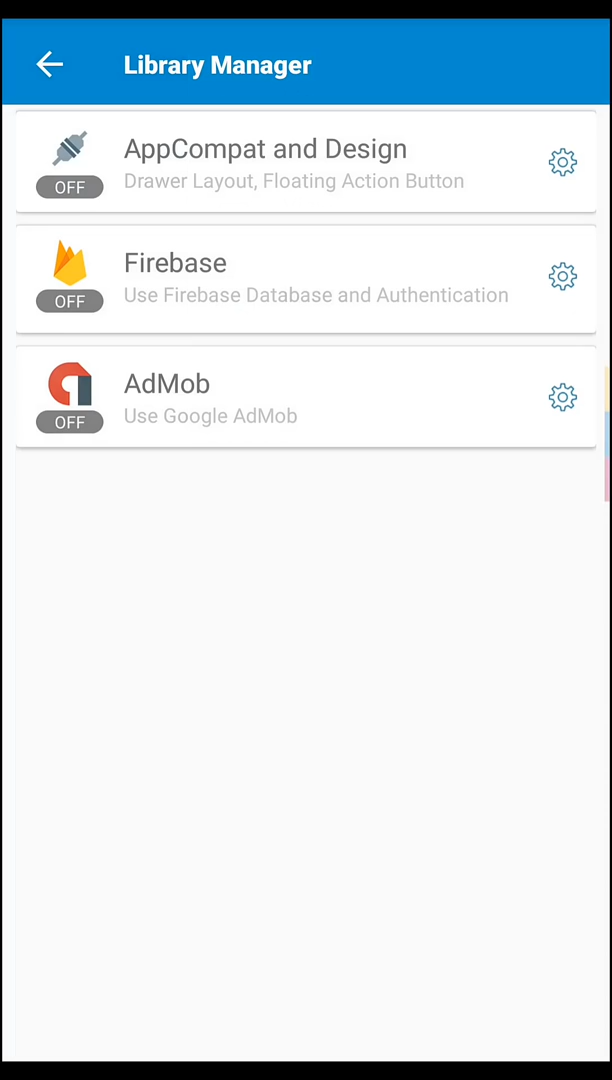 Library Manager
AppCompat and Design
Drawer Layout, Floating Action Button
OFF
Firebase
Use Firebase Database and Authentication
OFF
AdMob
Use Google AdMob
OFF